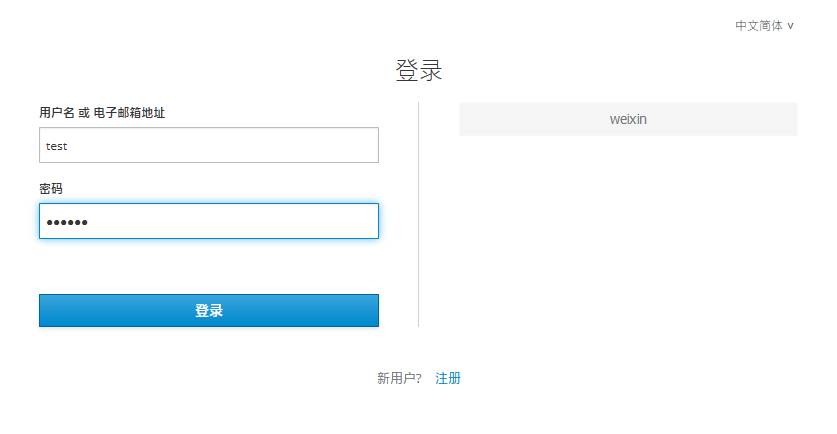 中文简体 ∨
登录
用户名 或 电子邮箱地址
test
密码
●●●●●●
登录
weixin
新用户? 注册